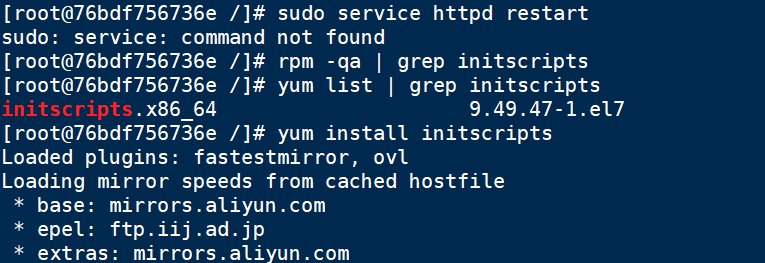 [root@76bdf756736e /]# sudo service httpd restart
sudo: service: command not found
[root@76bdf756736e /]# rpm -qa | grep initscripts
[root@76bdf756736e /]# yum list | grep initscripts
initscripts.x86_64                     9.49.47-1.el7
[root@76bdf756736e /]# yum install initscripts
Loaded plugins: fastestmirror, ovl
Loading mirror speeds from cached hostfile
 * base: mirrors.aliyun.com
 * epel: ftp.iij.ad.jp
 * extras: mirrors.aliyun.com